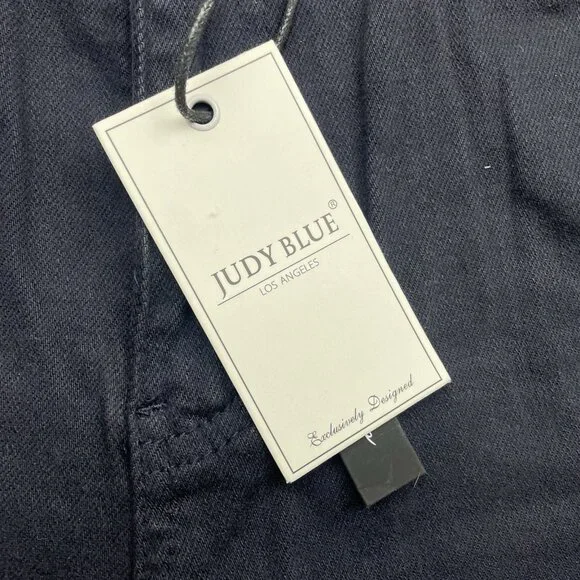 JUDY BLUE®
LOS ANGELES
Exclusively Designed